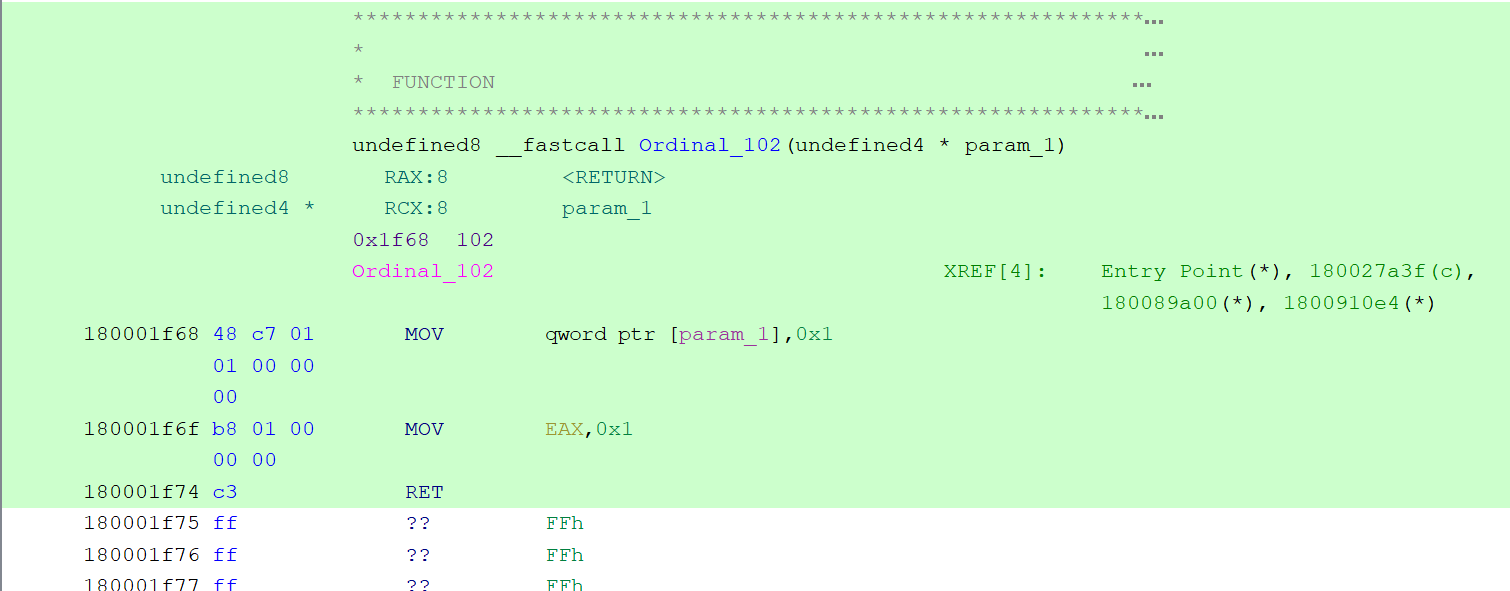 *************************************************************...
* ...
* FUNCTION ...
*************************************************************...
undefined8 __fastcall Ordinal_102(undefined4 * param_1)
undefined8 RAX:8 <RETURN>
undefined4 * RCX:8 param_1
0x1f68 102
Ordinal_102 XREF[4]: Entry Point(*), 180027a3f(c),
180089a00(*), 1800910e4(*)
180001f68 48 c7 01 MOV qword ptr [param_1],0x1
01 00 00
00
180001f6f b8 01 00 MOV EAX,0x1
00 00
180001f74 c3 RET
180001f75 ff ?? FFh
180001f76 ff ?? FFh
180001f77 ff ?? FFh